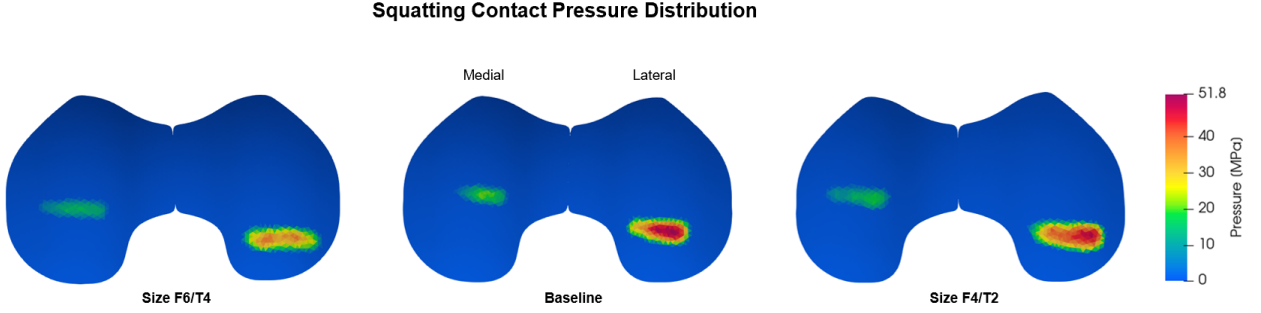 Squatting Contact Pressure Distribution
Medial
Lateral
51.8
40
30
20
10
0
Pressure (MPa)
Size F6/T4
Baseline
Size F4/T2